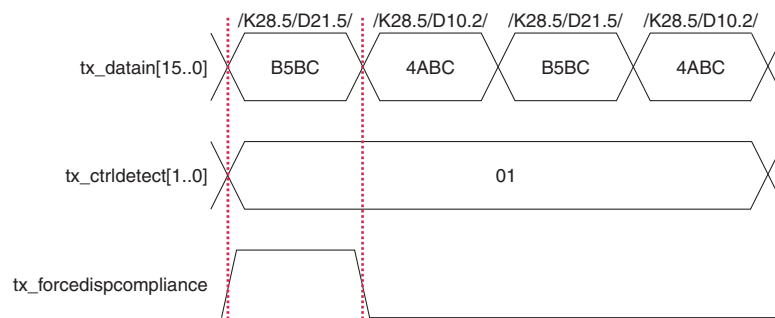 /K28.5/D21.5/ /K28.5/D10.2/ /K28.5/D21.5/ /K28.5/D10.2/
tx_datain[15..0] B5BC 4ABC B5BC 4ABC
tx_ctrldetect[1..0] 01
tx_forcedispcompliance